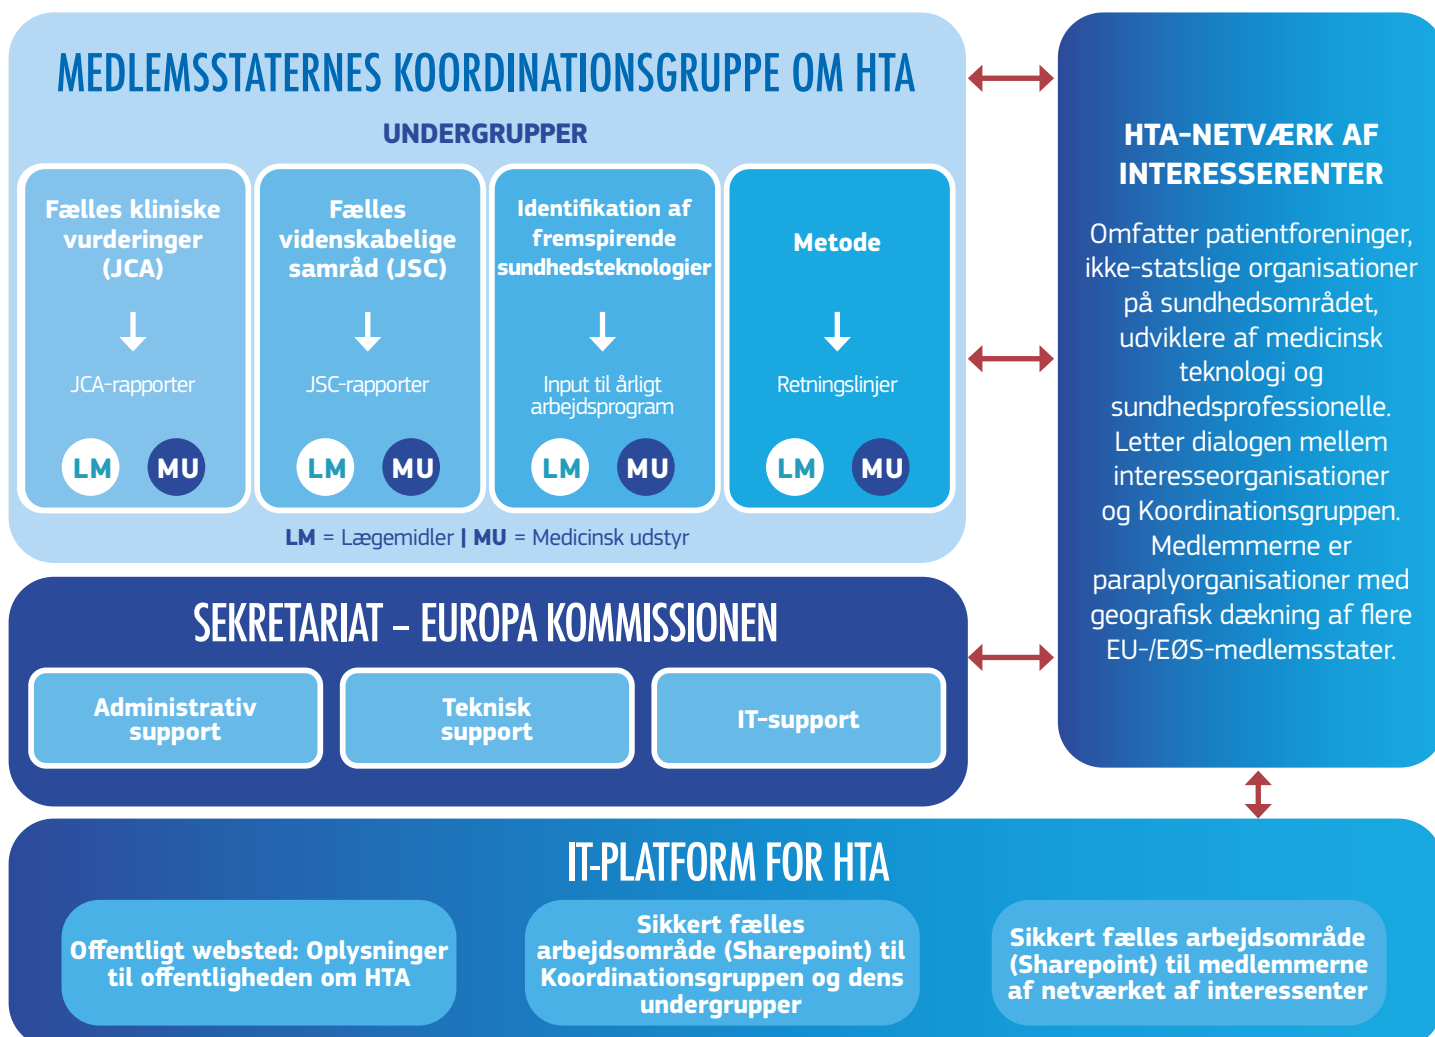 MEDLEMSSTATERNES KOORDINATIONSGRUPPE OM HTA
UNDERGRUPPER
Fælles kliniske
vurderinger
(JCA)
JCA-rapporter
LM MU
Fælles
videnskabelige
samråd (JSC)
JSC-rapporter
LM MU
Identifikation af
fremspirende
sundhedsteknologier
Input til årligt
arbejdsprogram
LM MU
Metode
Retningslinjer
LM MU
LM = Lægemidler | MU = Medicinsk udstyr
HTA-NETVÆRK AF
INTERESSERENTER
Omfatter patientforeninger,
ikke-statslige organisationer
på sundhedsområdet,
udviklere af medicinsk
teknologi og
sundhedsprofessionelle.
Letter dialogen mellem
interesseorganisationer
og Koordinationsgruppen.
Medlemmerne er
paraplyorganisationer med
geografisk dækning af flere
EU-/EØS-medlemsstater.
SEKRETARIAT – EUROPA KOMMISSIONEN
Administrativ
support
Teknisk
support
IT-support
IT-PLATFORM FOR HTA
Offentligt websted: Oplysninger
til offentligheden om HTA
Sikkert fælles
arbejdsområde (Sharepoint) til
Koordinationsgruppen og dens
undergrupper
Sikkert fælles arbejdsområde
(Sharepoint) til medlemmerne
af netværket af interessenter